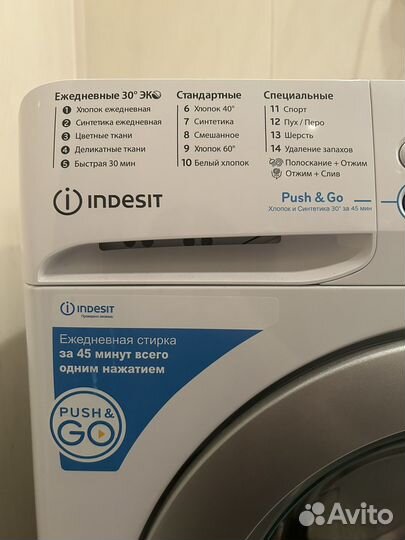 Ежедневные 30° ЭКО
1 Хлопок ежедневная
2 Синтетика ежедневная
3 Цветные ткани
4 Деликатные ткани
5 Быстрая 30 мин
Стандартные
6 Хлопок 40°
7 Синтетика
8 Смешанное
9 Хлопок 60°
10 Белый хлопок
Специальные
11 Спорт
12 Пух / Перо
13 Шерсть
14 Удаление запахов
Полоскание + Отжим
Отжим + Слив
INDESIT
Push & Go
Хлопок и Синтетика 30° за 45 мин
INDESIT
Проверено жизнью
Ежедневная стирка
за 45 минут всего
одним нажатием
PUSH &
GO
Avito